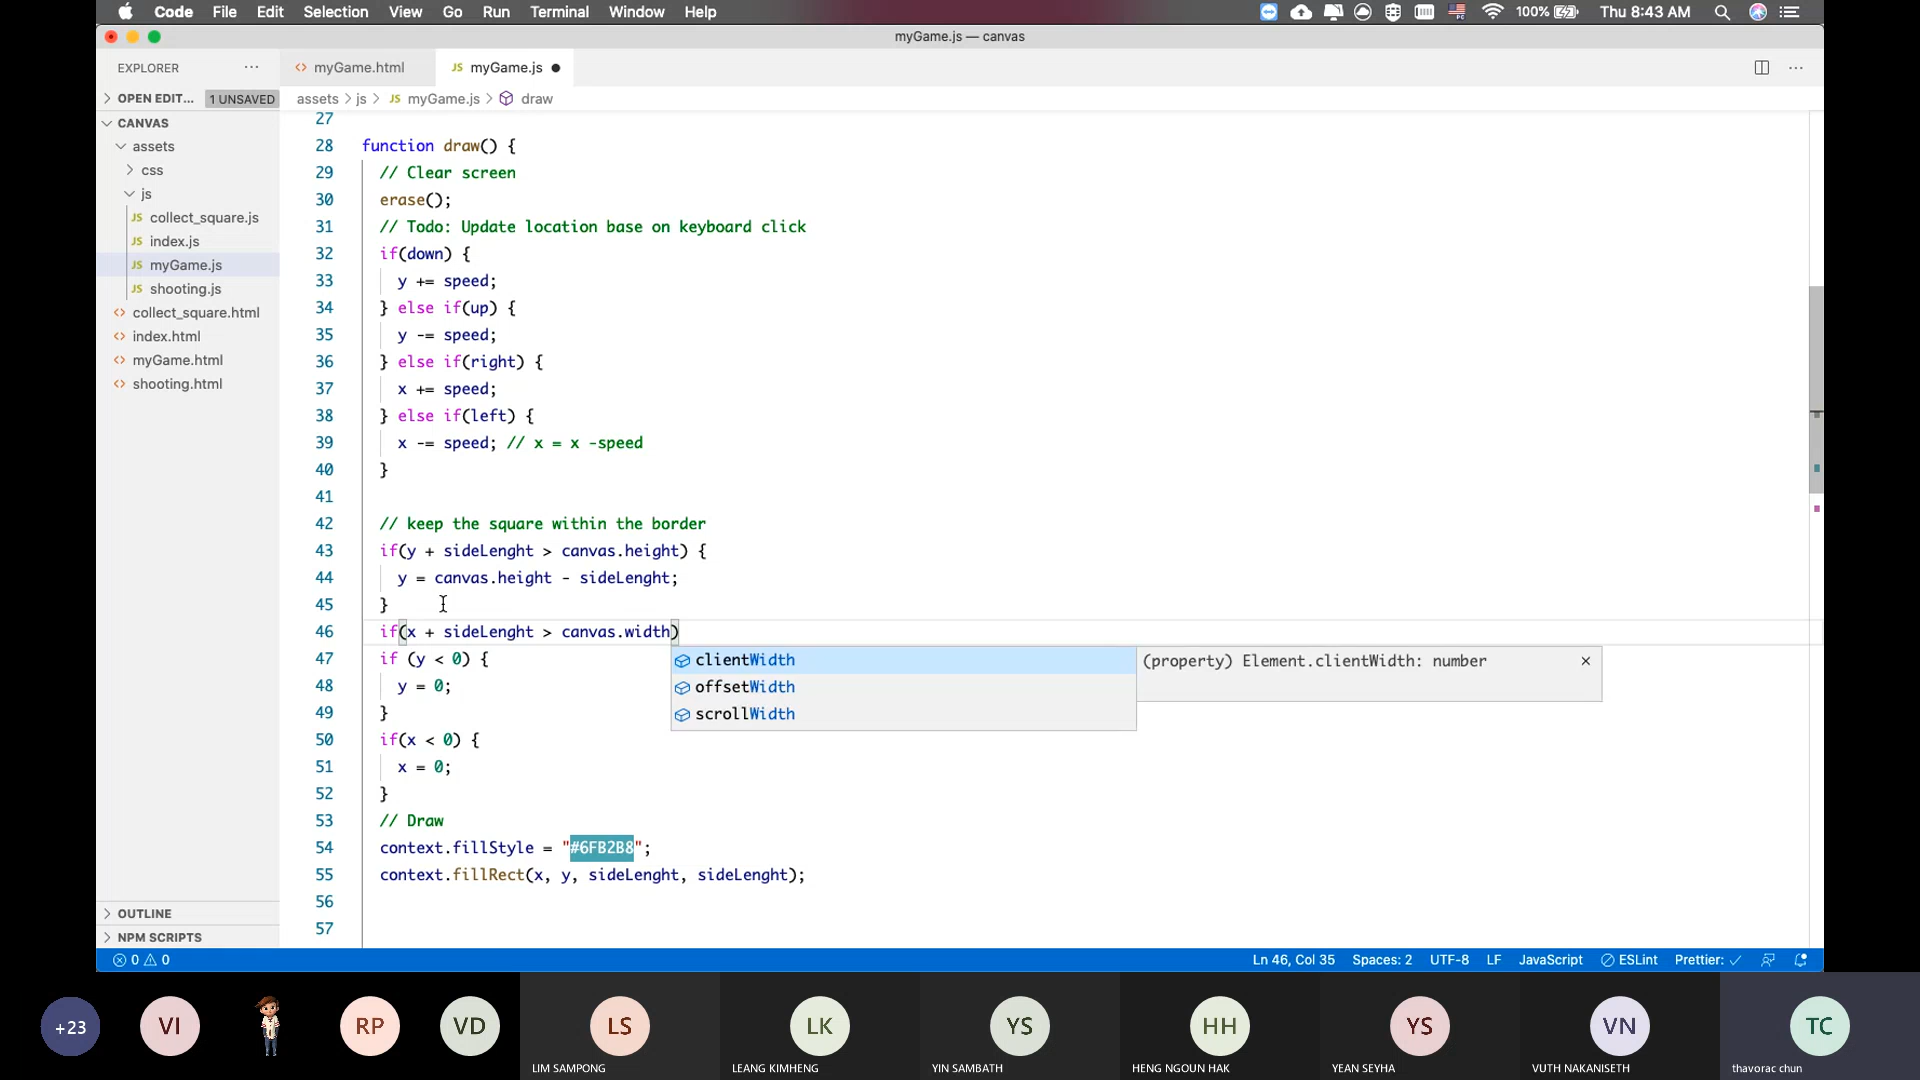 Code File Edit Selection View Go Run Terminal Window Help 100% Thu 8:43 AM
myGame.js — canvas
EXPLORER
myGame.html
JS myGame.js
OPEN EDIT... 1 UNSAVED
assets > js > JS myGame.js > draw
CANVAS
assets
css
js
JS collect_square.js
JS index.js
JS myGame.js
JS shooting.js
collect_square.html
index.html
myGame.html
shooting.html
OUTLINE
NPM SCRIPTS
27
28 function draw() {
29 // Clear screen
30 erase();
31 // Todo: Update location base on keyboard click
32 if(down) {
33 y += speed;
34 } else if(up) {
35 y -= speed;
36 } else if(right) {
37 x += speed;
38 } else if(left) {
39 x -= speed; // x = x -speed
40 }
41
42 // keep the square within the border
43 if(y + sideLenght > canvas.height) {
44 y = canvas.height - sideLenght;
45 }
46 if(x + sideLenght > canvas.width)
47 if (y < 0) {
48 y = 0;
49 }
50 if(x < 0) {
51 x = 0;
52 }
53 // Draw
54 context.fillStyle = "#6FB2B8";
55 context.fillRect(x, y, sideLenght, sideLenght);
56
57
clientWidth
offsetWidth
scrollWidth
(property) Element.clientWidth: number
0 0 Ln 46, Col 35 Spaces: 2 UTF-8 LF JavaScript ESLint Prettier: ✓
+23 VI RP VD LS LK YS HH YS VN TC
LIM SAMPONG LEANG KIMHENG YIN SAMBATH HENG NGOUN HAK YEAN SEYHA VUTH NAKANISETH thavorac chun